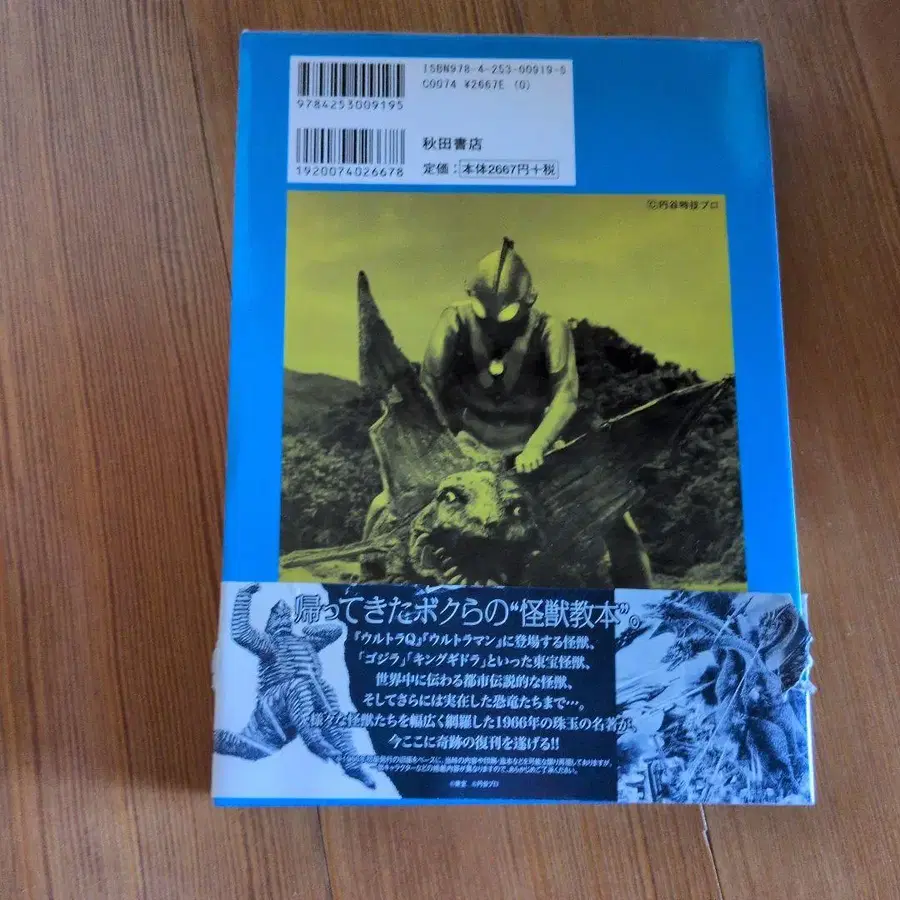 ISBN978-4-253-00919-5
C0074 ¥2667E (0)
9784253009195
秋田書店
定価：本体2667円+税
1920074026678
©円谷特技プロ
帰ってきたボクらの“怪獣教本”。
『ウルトラQ』『ウルトラマン』に登場する怪獣、
「ゴジラ」「キングギドラ」といった東宝怪獣、
世界中に伝わる都市伝説的な怪獣、
そしてさらには実在した恐竜たちまで…。
様々な怪獣たちを幅広く網羅した1966年の珠玉の名著が、
今ここに奇跡の復刊を遂げる!!
©東宝 ©円谷プロ